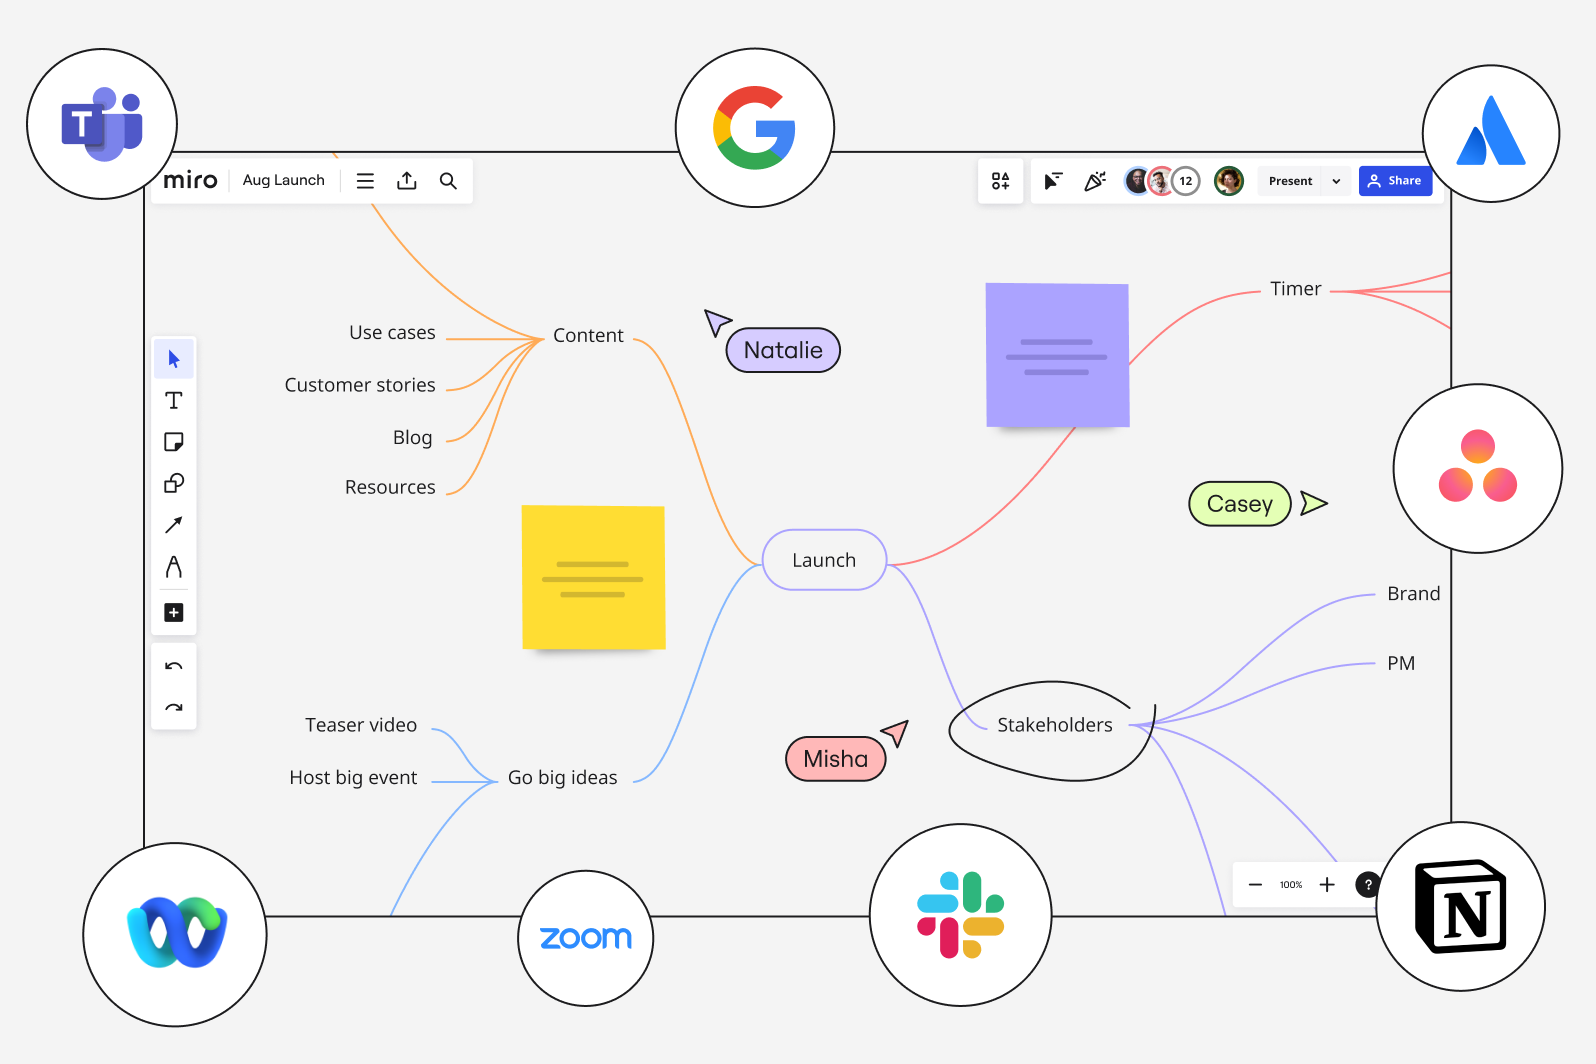 T
G
miro
Aug Launch
12
Present
Share
Timer
Use cases
Content
Natalie
Customer stories
Blog
Resources
T
Casey
Launch
Brand
PM
Teaser video
Stakeholders
Misha
Host big event
Go big ideas
100%
?
zoom
N